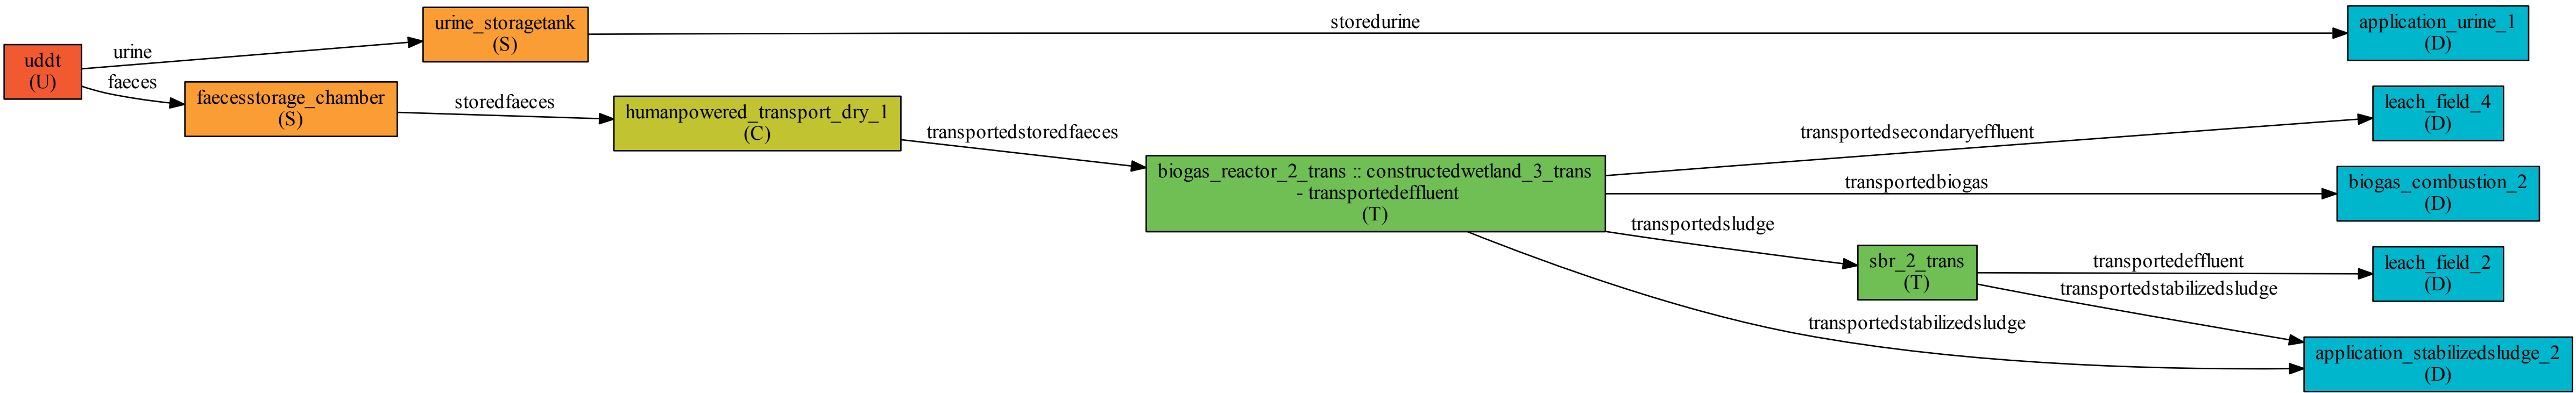 uddt
(U)
urine
faeces
urine_storagetank
(S)
faecesstorage_chamber
(S)
storedurine
storedfaeces
humanpowered_transport_dry_1
(C)
transportedstoredfaeces
biogas_reactor_2_trans :: constructedwetland_3_trans
- transportedeffluent
(T)
transportedsecondaryeffluent
transportedbiogas
transportedsludge
transportedstabilizedsludge
sbr_2_trans
(T)
transportedeffluent
transportedstabilizedsludge
application_urine_1
(D)
leach_field_4
(D)
biogas_combustion_2
(D)
leach_field_2
(D)
application_stabilizedsludge_2
(D)